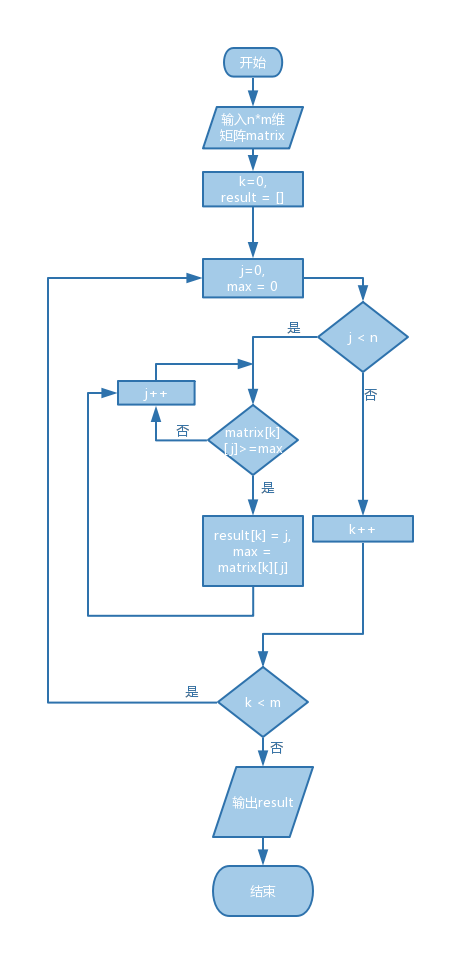 开始
输入n*m维
矩阵matrix
k=0,
result = []
j=0,
max = 0
是
j < n
j++
否
否
matrix[k]
[j]>=max
是
result[k] = j,
max =
matrix[k][j]
k++
是
k < m
否
输出result
结束